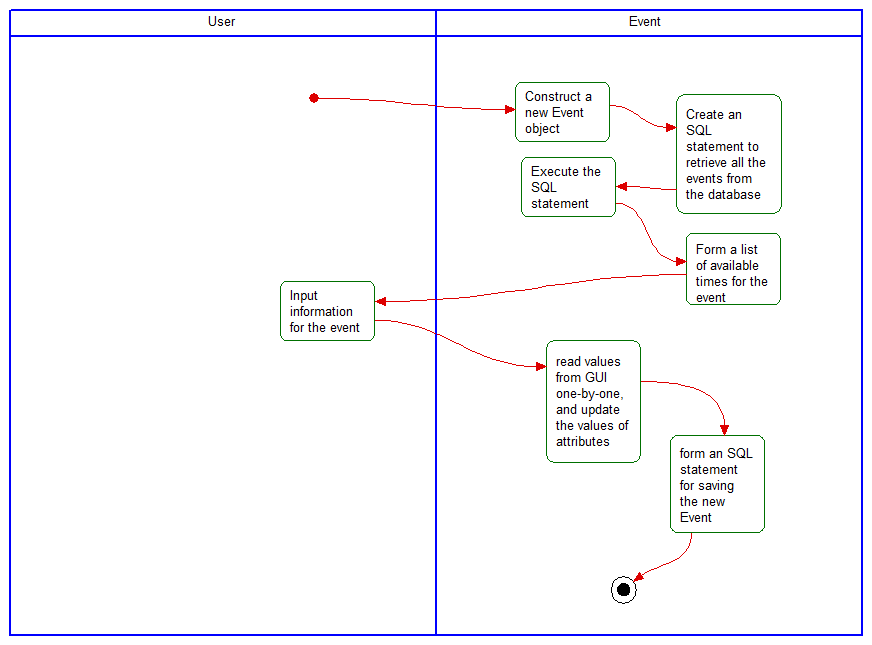 User
Event
Construct a
new Event
object
Create an
SQL
statement to
retrieve all the
events from
the database
Execute the
SQL
statement
Form a list
of available
times for the
event
Input
information
for the event
read values
from GUI
one-by-one,
and update
the values of
attributes
form an SQL
statement
for saving
the new
Event